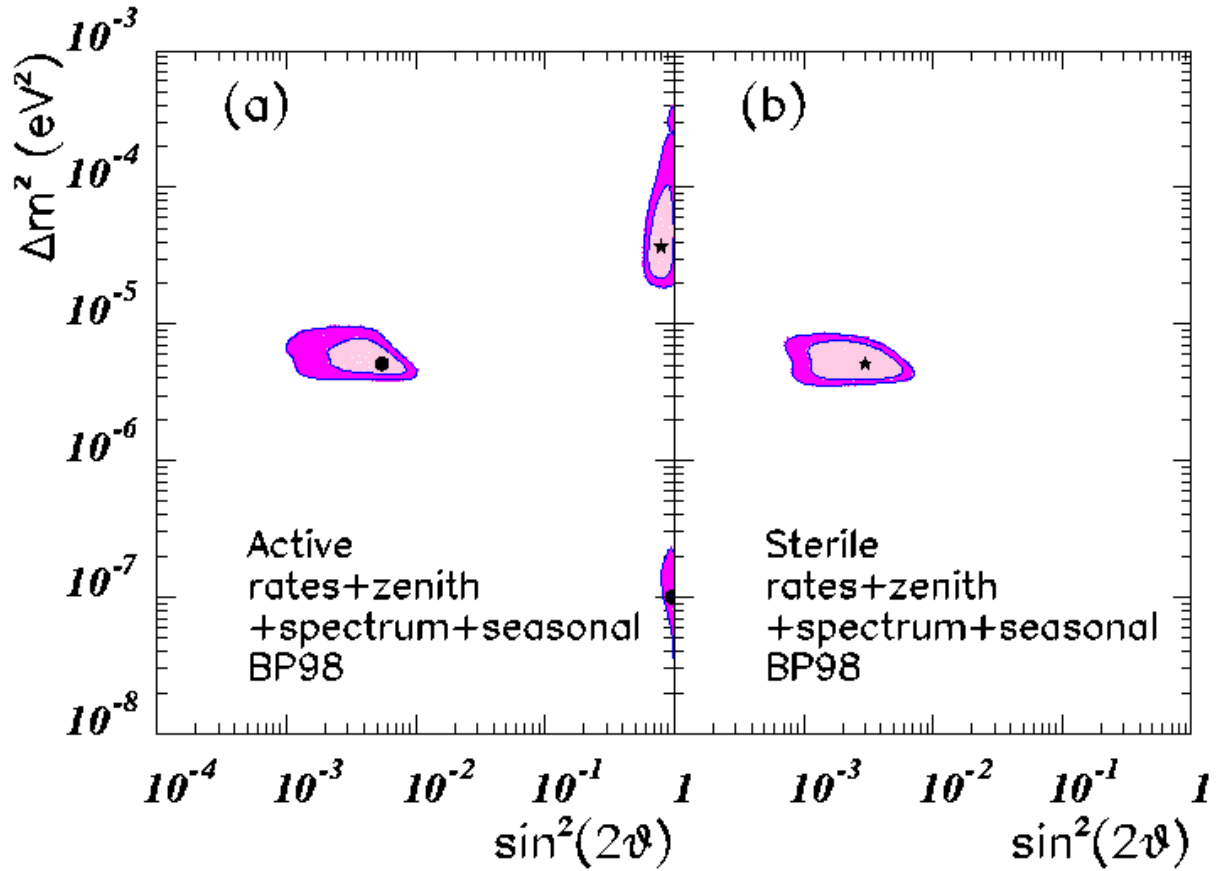 10⁻³
10⁻⁴
10⁻⁵
10⁻⁶
10⁻⁷
10⁻⁸
Δm² (eV²)
(a)
Active
rates+zenith
+spectrum+seasonal
BP98
(b)
Sterile
rates+zenith
+spectrum+seasonal
BP98
10⁻⁴ 10⁻³ 10⁻² 10⁻¹ 1 10⁻³ 10⁻² 10⁻¹ 1
sin²(2ϑ) sin²(2ϑ)